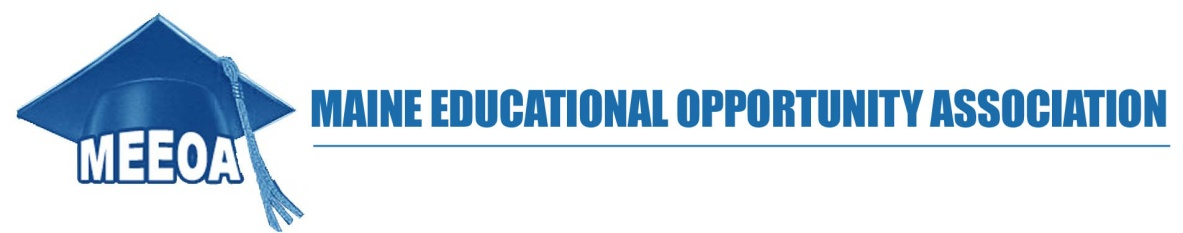 MEEOA
MAINE EDUCATIONAL OPPORTUNITY ASSOCIATION